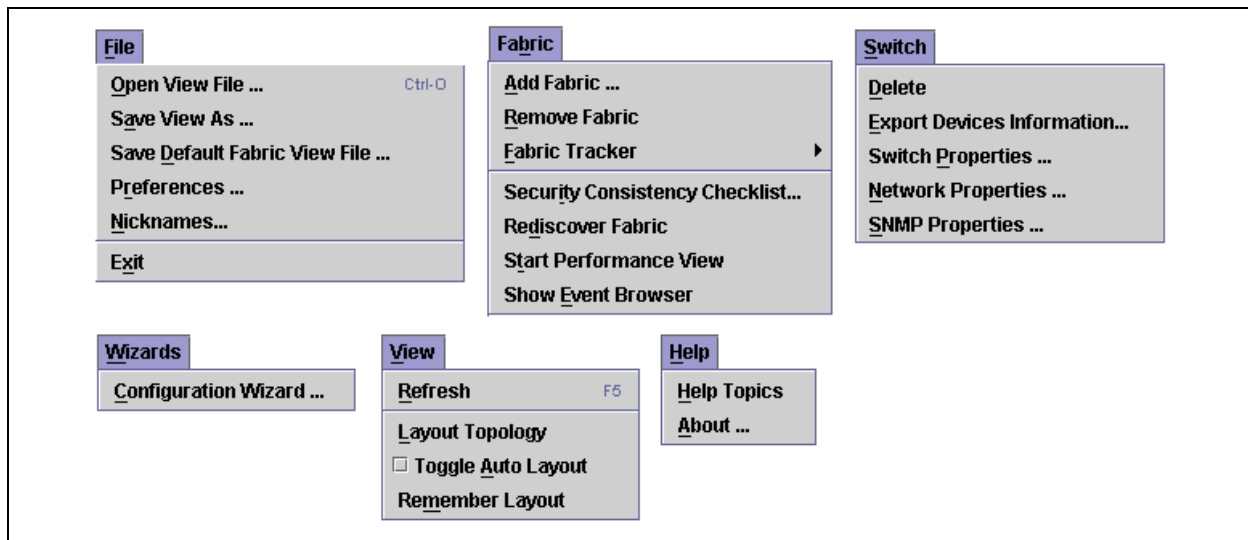 File
Open View File ... Ctrl-O
Save View As ...
Save Default Fabric View File ...
Preferences ...
Nicknames...
Exit
Fabric
Add Fabric ...
Remove Fabric
Fabric Tracker
Security Consistency Checklist...
Rediscover Fabric
Start Performance View
Show Event Browser
Switch
Delete
Export Devices Information...
Switch Properties ...
Network Properties ...
SNMP Properties ...
Wizards
Configuration Wizard ...
View
Refresh F5
Layout Topology
Toggle Auto Layout
Remember Layout
Help
Help Topics
About ...